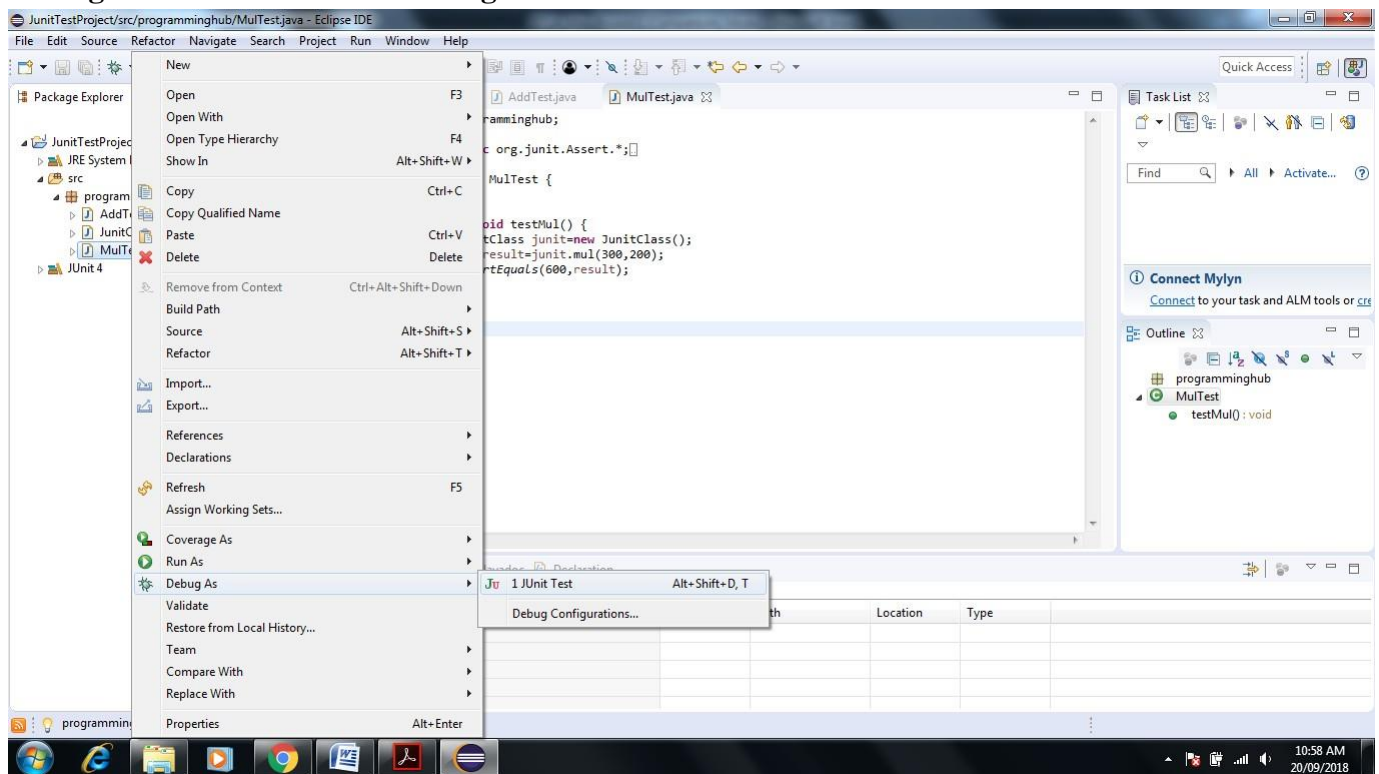 JunitTestProject/src/programminghub/MulTest.java - Eclipse IDE
File Edit Source Refactor Navigate Search Project Run Window Help
Quick Access
Package Explorer
JunitTestProjec
JRE System
src
program
AddT
JunitC
MulTe
JUnit 4
New
Open F3
Open With
Open Type Hierarchy F4
Show In Alt+Shift+W
Copy Ctrl+C
Copy Qualified Name
Paste Ctrl+V
Delete Delete
Remove from Context Ctrl+Alt+Shift+Down
Build Path
Source Alt+Shift+S
Refactor Alt+Shift+T
Import...
Export...
References
Declarations
Refresh F5
Assign Working Sets...
Coverage As
Run As
Debug As
Validate
Restore from Local History...
Team
Compare With
Replace With
Properties Alt+Enter
1 JUnit Test Alt+Shift+D, T
Debug Configurations...
AddTest.java MulTest.java
ramminghub;
c org.junit.Assert.*;
MulTest {
oid testMul() {
tClass junit=new JunitClass();
result=junit.mul(300,200);
rtEquals(600,result);
Declaration
th Location Type
Task List
Find All Activate...
Connect Mylyn
Connect to your task and ALM tools or cre
Outline
programminghub
MulTest
testMul() : void
programming
10:58 AM
20/09/2018